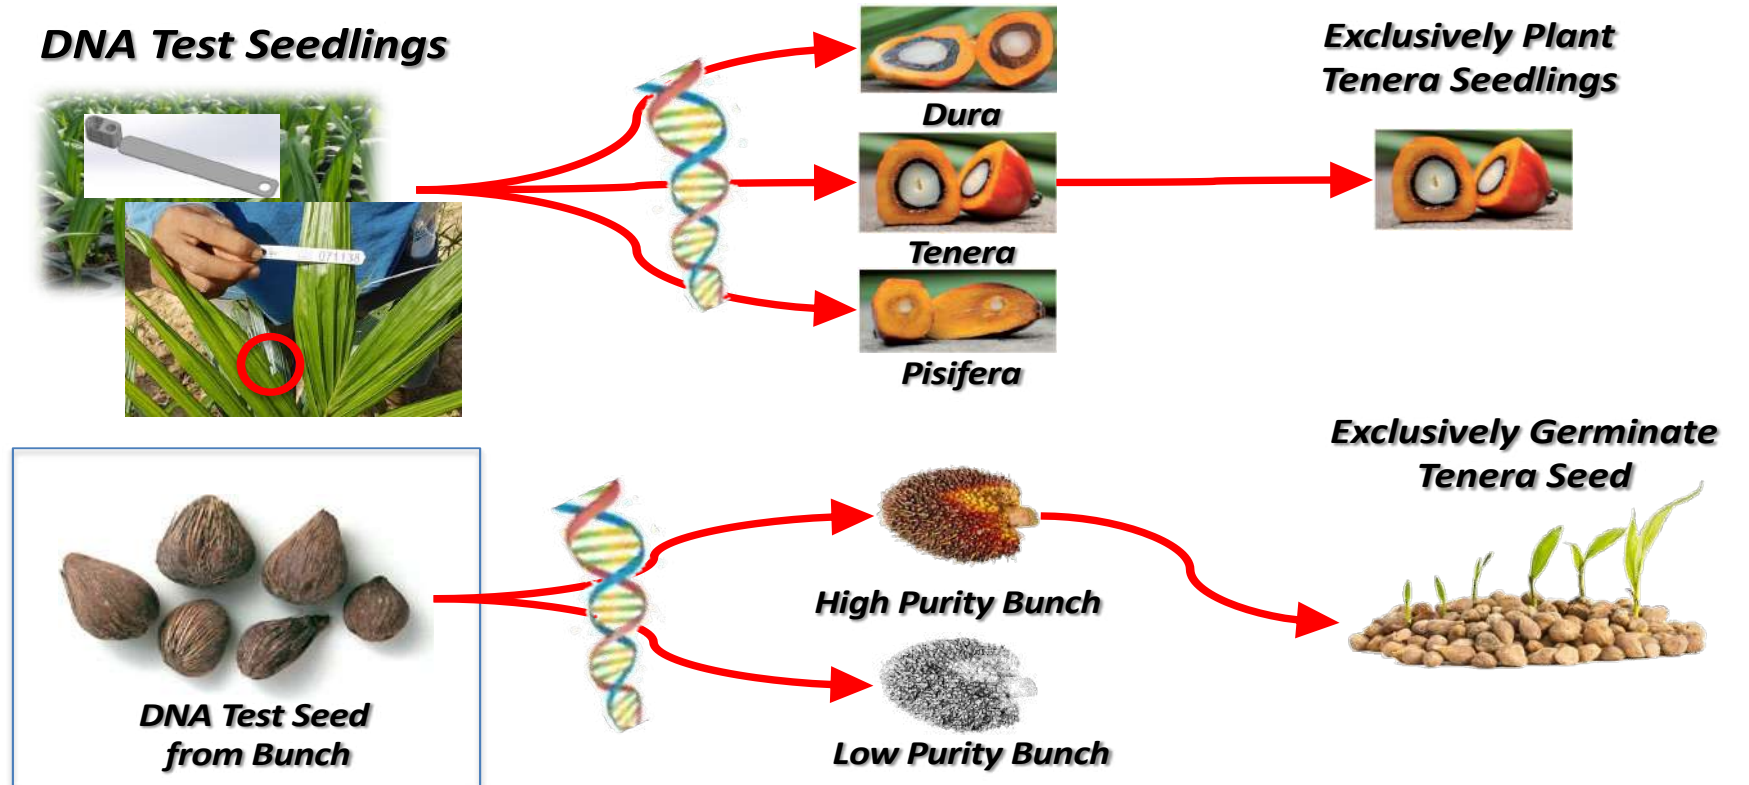 DNA Test Seedlings
071138
Dura
Tenera
Pisifera
Exclusively Plant
Tenera Seedlings
DNA Test Seed
from Bunch
High Purity Bunch
Low Purity Bunch
Exclusively Germinate
Tenera Seed